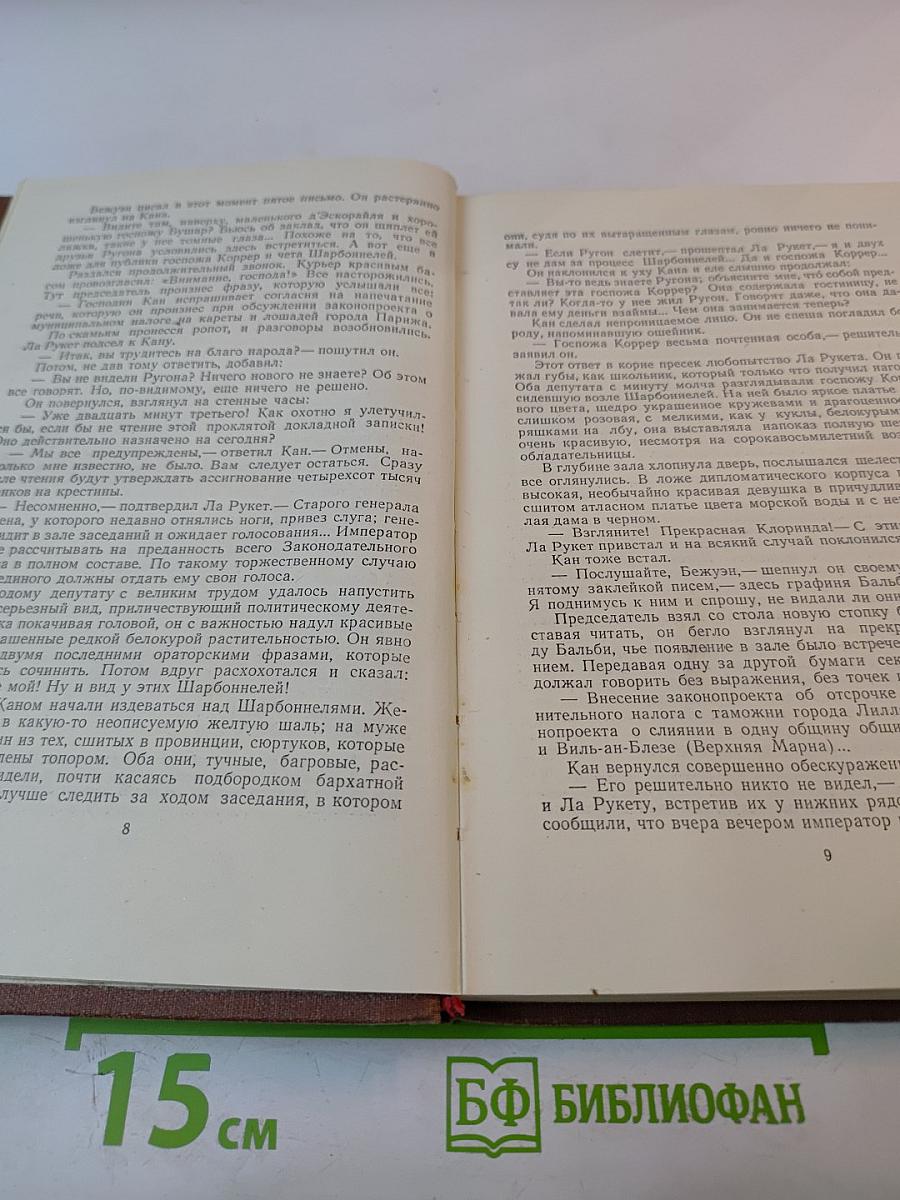 Бежуэн писал в этот момент пятое письмо. Он растерянно
взглянул на Кана.
— Видите там, наверху, маленького д'Эскорайля и хоро-
шенькую госпожу Бушар? Бьюсь об заклад, что он щиплет ей
ляжки, такие у нее томные глаза... Похоже на то, что все
друзья Ругона условились здесь встретиться. А вот еще в
ложе для публики госпожа Коррер и чета Шарбоннелей.
Раздался продолжительный звонок. Курьер красивым ба-
сом провозгласил: «Внимание, господа!» Все насторожились.
Тут председатель произнес фразу, которую услышали все:
— Господин Кан испрашивает согласия на напечатание
речи, которую он произнес при обсуждении законопроекта о
муниципальном налоге на кареты и лошадей города Парижа.
По скамьям пронесся ропот, и разговоры возобновились.
Ла Рукет подсел к Кану.
— Итак, вы трудитесь на благо народа?— пошутил он.
Потом, не дав тому ответить, добавил:
— Вы не видели Ругона? Ничего нового не знаете? Об этом
все говорят. Но, по-видимому, еще ничего не решено.
Он повернулся, взглянул на стенные часы:
— Уже двадцать минут третьего! Как охотно я улетучил-
ся бы, если бы не чтение этой проклятой докладной записки!
Оно действительно назначено на сегодня?
— Мы все предупреждены,— ответил Кан.— Отмены, на-
олько мне известно, не было. Вам следует остаться. Сразу
ле чтения будут утверждать ассигнование четырехсот тысяч
нков на крестины.
— Несомненно,— подтвердил Ла Рукет.— Старого генерала
ена, у которого недавно отнялись ноги, привез слуга; гене-
идит в зале заседаний и ожидает голосования... Император
е рассчитывать на преданность всего Законодательного
а в полном составе. По такому торжественному случаю
единого должны отдать ему свои голоса.
одому депутату с великим трудом удалось напустить
серьезный вид, приличествующий политическому деяте-
ка покачивая головой, он с важностью надул красивые
ашенные редкой белокурой растительностью. Он явно
двумя последними ораторскими фразами, которые
сь сочинить. Потом вдруг расхохотался и сказал:
е мой! Ну и вид у этих Шарбоннелей!
Каном начали издеваться над Шарбоннелями. Же-
в какую-то неописуемую желтую шаль; на муже
ин из тех, сшитых в провинции, сюртуков, которые
лены топором. Оба они, тучные, багровые, рас-
идели, почти касаясь подбородком бархатной
лучше следить за ходом заседания, в котором
8
они, судя по их вытаращенным глазам, ровно ничего не пони-
мали.
— Если Ругон слетит,— прошептал Ла Рукет,— я и двух
су не дам за процесс Шарбоннелей... Да и госпожа Коррер...
Он наклонился к уху Кана и еле слышно продолжал:
— Вы-то ведь знаете Ругона; объясните мне, что собой пред-
ставляет эта госпожа Коррер? Она содержала гостиницу, не
так ли? Когда-то у нее жил Ругон. Говорят даже, что она да-
вала ему деньги взаймы... Чем она занимается теперь?
Кан сделал непроницаемое лицо. Он не спеша погладил бо
роду, напоминавшую ошейник.
— Госпожа Коррер весьма почтенная особа,— решитель
заявил он.
Этот ответ в корне пресек любопытство Ла Рукета. Он п
жал губы, как школьник, который только что получил наго
Оба депутата с минуту молча разглядывали госпожу Ко
сидевшую возле Шарбоннелей. На ней было яркое платье
вого цвета, щедро украшенное кружевами и драгоценнос
слишком розовая, с мелкими, как у куклы, белокурым
ряшками на лбу, она выставляла напоказ полную ше
очень красивую, несмотря на сорокавосьмилетний воз
обладательницы.
В глубине зала хлопнула дверь, послышался шелест
все оглянулись. В ложе дипломатического корпуса п
высокая, необычайно красивая девушка в причудлив
сшитом атласном платье цвета морской воды и с не
лая дама в черном.
— Взгляните! Прекрасная Клоринда!— С эти
Ла Рукет привстал и на всякий случай поклонился
Кан тоже встал.
— Послушайте, Бежуэн,— шепнул он своему
нятому заклейкой писем,— здесь графиня Бальб
Я поднимусь к ним и спрошу, не видали ли они
Председатель взял со стола новую стопку б
ставая читать, он бегло взглянул на прекр
ду Бальби, чье появление в зале было встрече
нием. Передавая одну за другой бумаги сек
должал говорить без выражения, без точек и
— Внесение законопроекта об отсрочке
нительного налога с таможни города Лилл
нопроекта о слиянии в одну общину общи
и Виль-ан-Блезе (Верхняя Марна)...
Кан вернулся совершенно обескуражен
— Его решительно никто не видел,—
и Ла Рукету, встретив их у нижних рядо
сообщили, что вчера вечером император
9
15 см
БФ БИБЛИОФАН